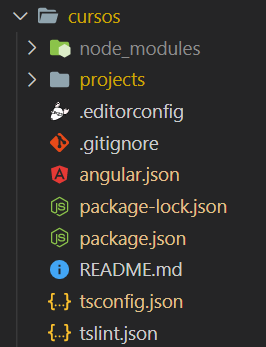 cursos
node_modules
projects
.editorconfig
.gitignore
angular.json
package-lock.json
package.json
README.md
tsconfig.json
tslint.json